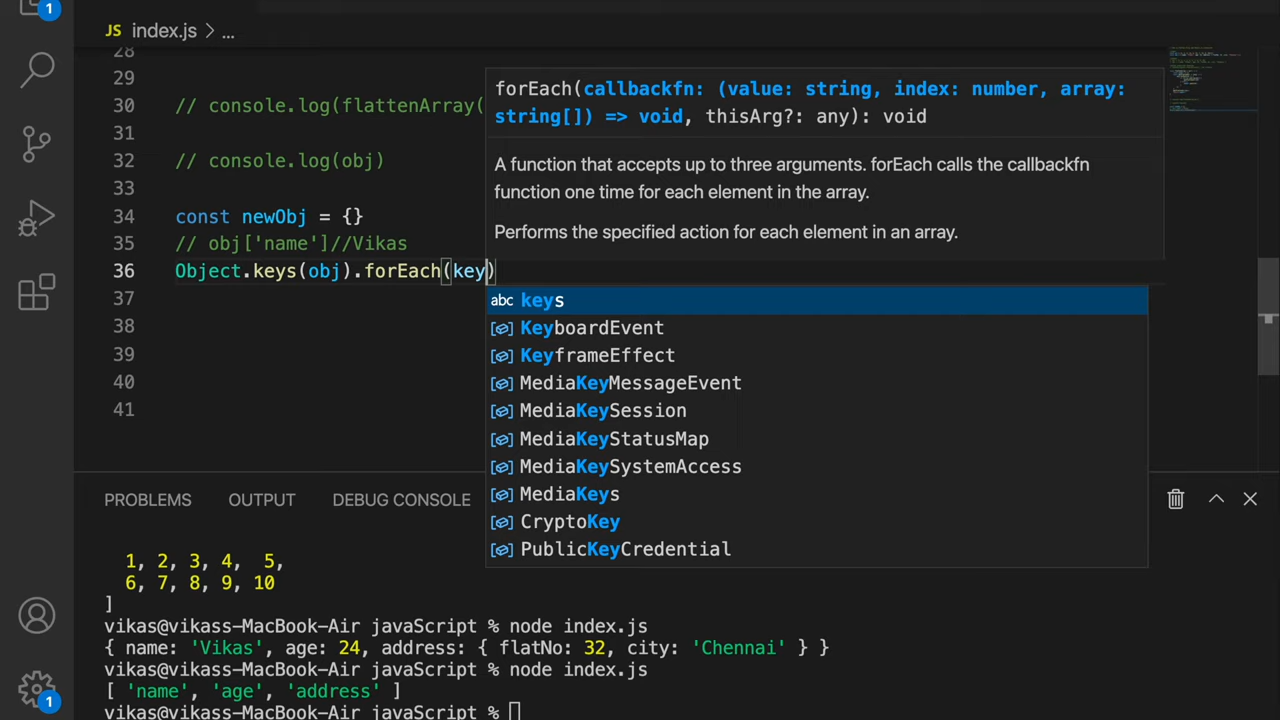 1
JS index.js > ...
28
29
30 // console.log(flattenArray(
31
32 // console.log(obj)
33
34 const newObj = {}
35 // obj['name']//Vikas
36 Object.keys(obj).forEach(key)
37
38
39
40
41
forEach(callbackfn: (value: string, index: number, array:
string[]) => void, thisArg?: any): void
A function that accepts up to three arguments. forEach calls the callbackfn
function one time for each element in the array.
Performs the specified action for each element in an array.
abc keys
KeyboardEvent
KeyframeEffect
MediaKeyMessageEvent
MediaKeySession
MediaKeyStatusMap
MediaKeySystemAccess
MediaKeys
CryptoKey
PublicKeyCredential
PROBLEMS OUTPUT DEBUG CONSOLE
1, 2, 3, 4, 5,
6, 7, 8, 9, 10
]
vikas@vikass-MacBook-Air javaScript % node index.js
{ name: 'Vikas', age: 24, address: { flatNo: 32, city: 'Chennai' } }
vikas@vikass-MacBook-Air javaScript % node index.js
[ 'name', 'age', 'address' ]
vikas@vikass-MacBook-Air javaScript %
1